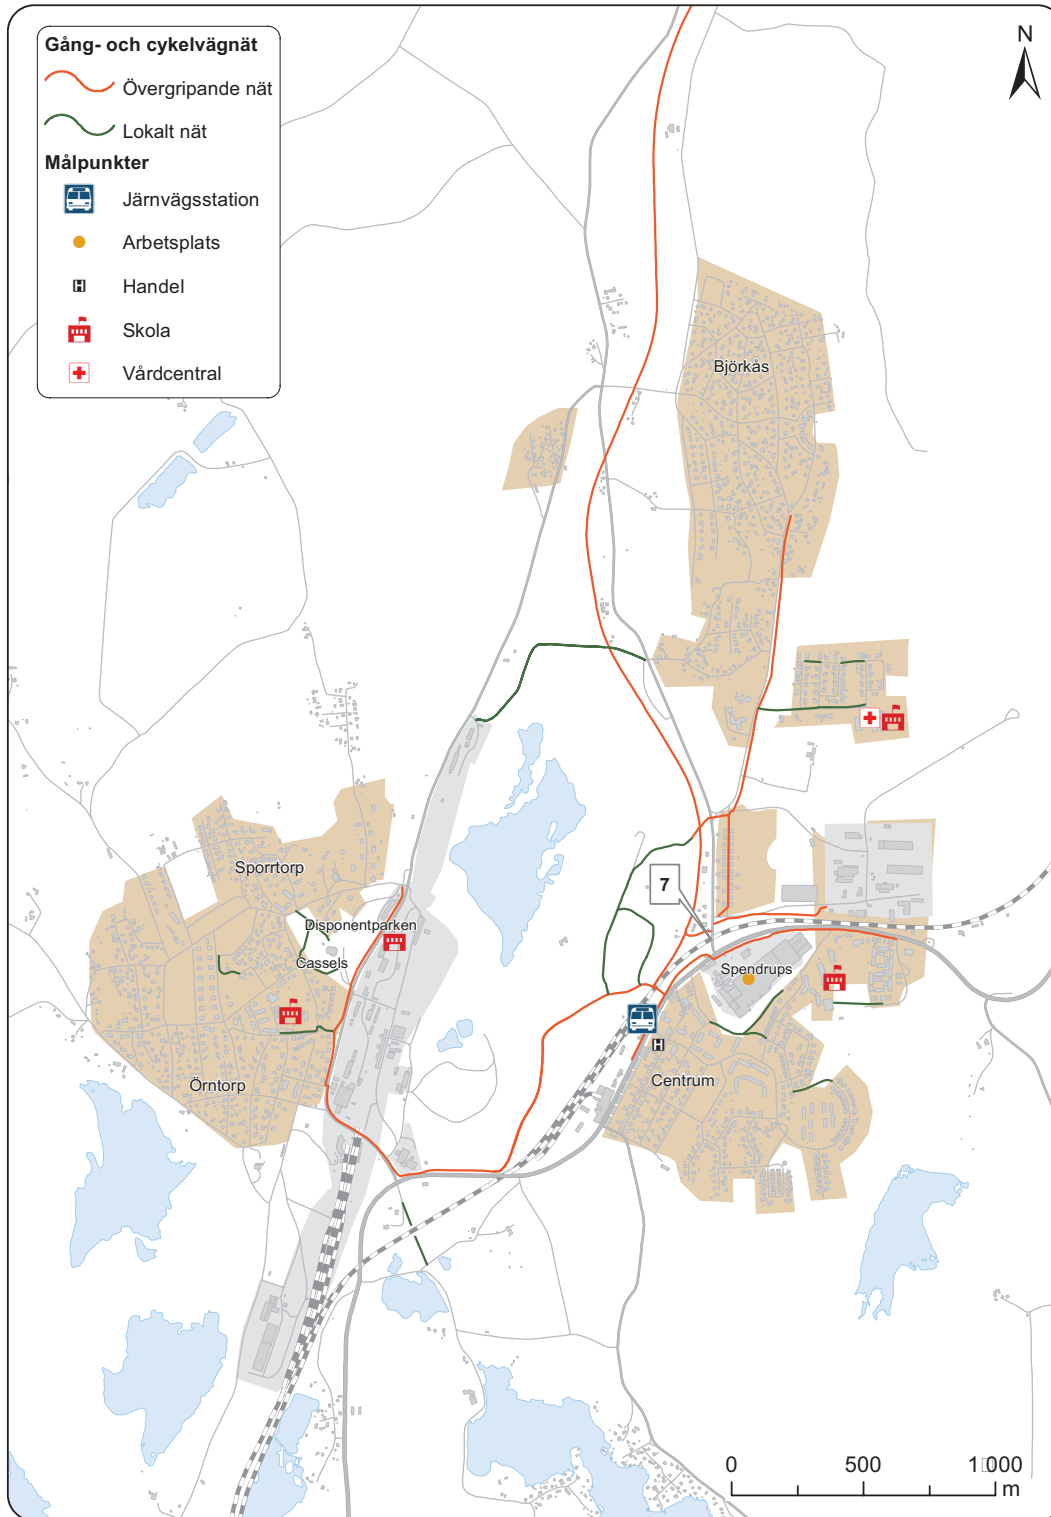 Gång- och cykelvägnät
Övergripande nät
Lokalt nät
Målpunkter
Järnvägsstation
Arbetsplats
H Handel
Skola
Vårdcentral
N
Björkås
Sporrtorp
7
Disponentparken
Cassels
Spendrups
H
Centrum
Örntorp
0 500 1 000
m